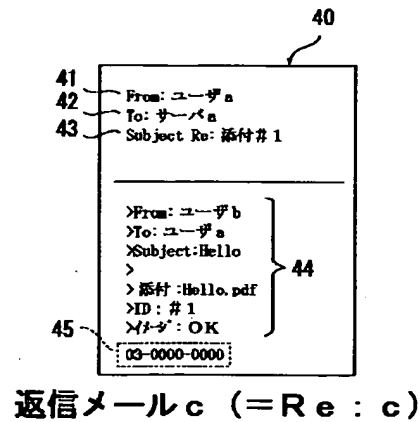 40
41 From: ユーザa
42 To: サーバa
43 Subject Re: 添付#1
>From: ユーザb
>To: ユーザa
>Subject:Hello
>
> 添付:Hello.pdf
>ID: #1
>イメージ: OK
44
45 03-0000-0000
返信メールc (=Re:c)